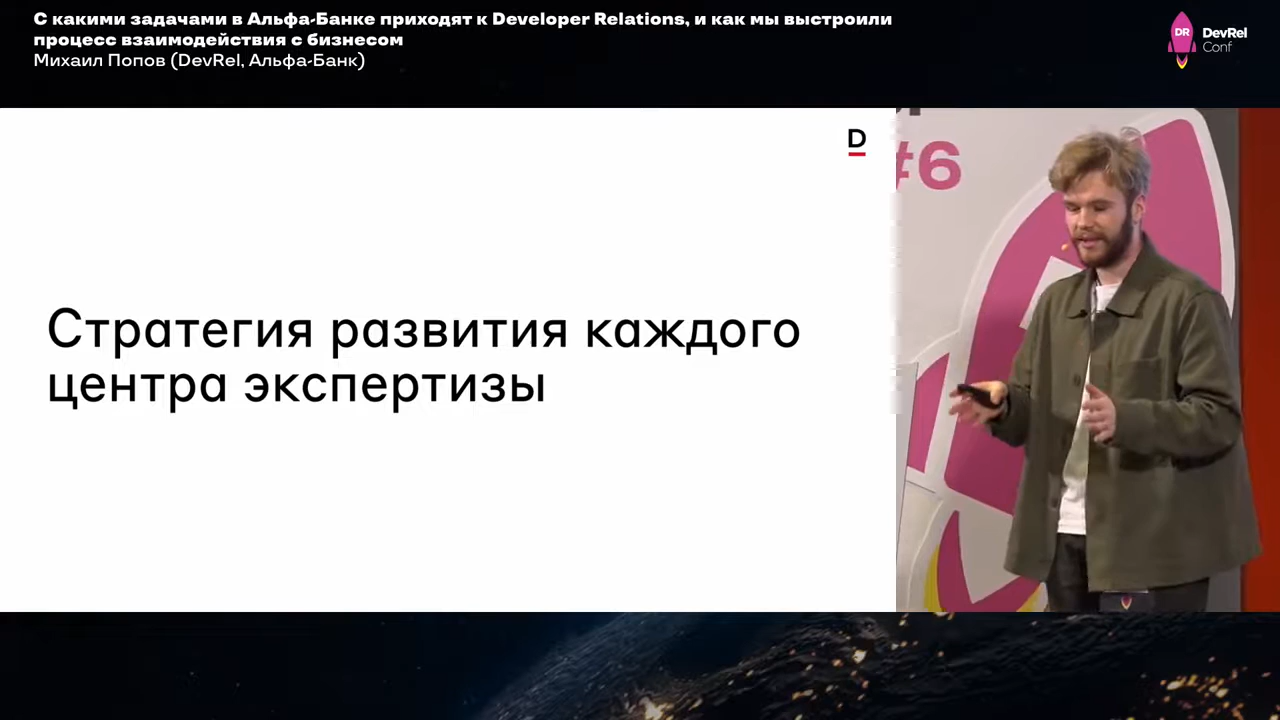 С какими задачами в Альфа-Банке приходят к Developer Relations, и как мы выстроили
процесс взаимодействия с бизнесом
Михаил Попов (DevRel, Альфа-Банк)
DR
DevRel
Conf
D
Стратегия развития каждого
центра экспертизы
#6